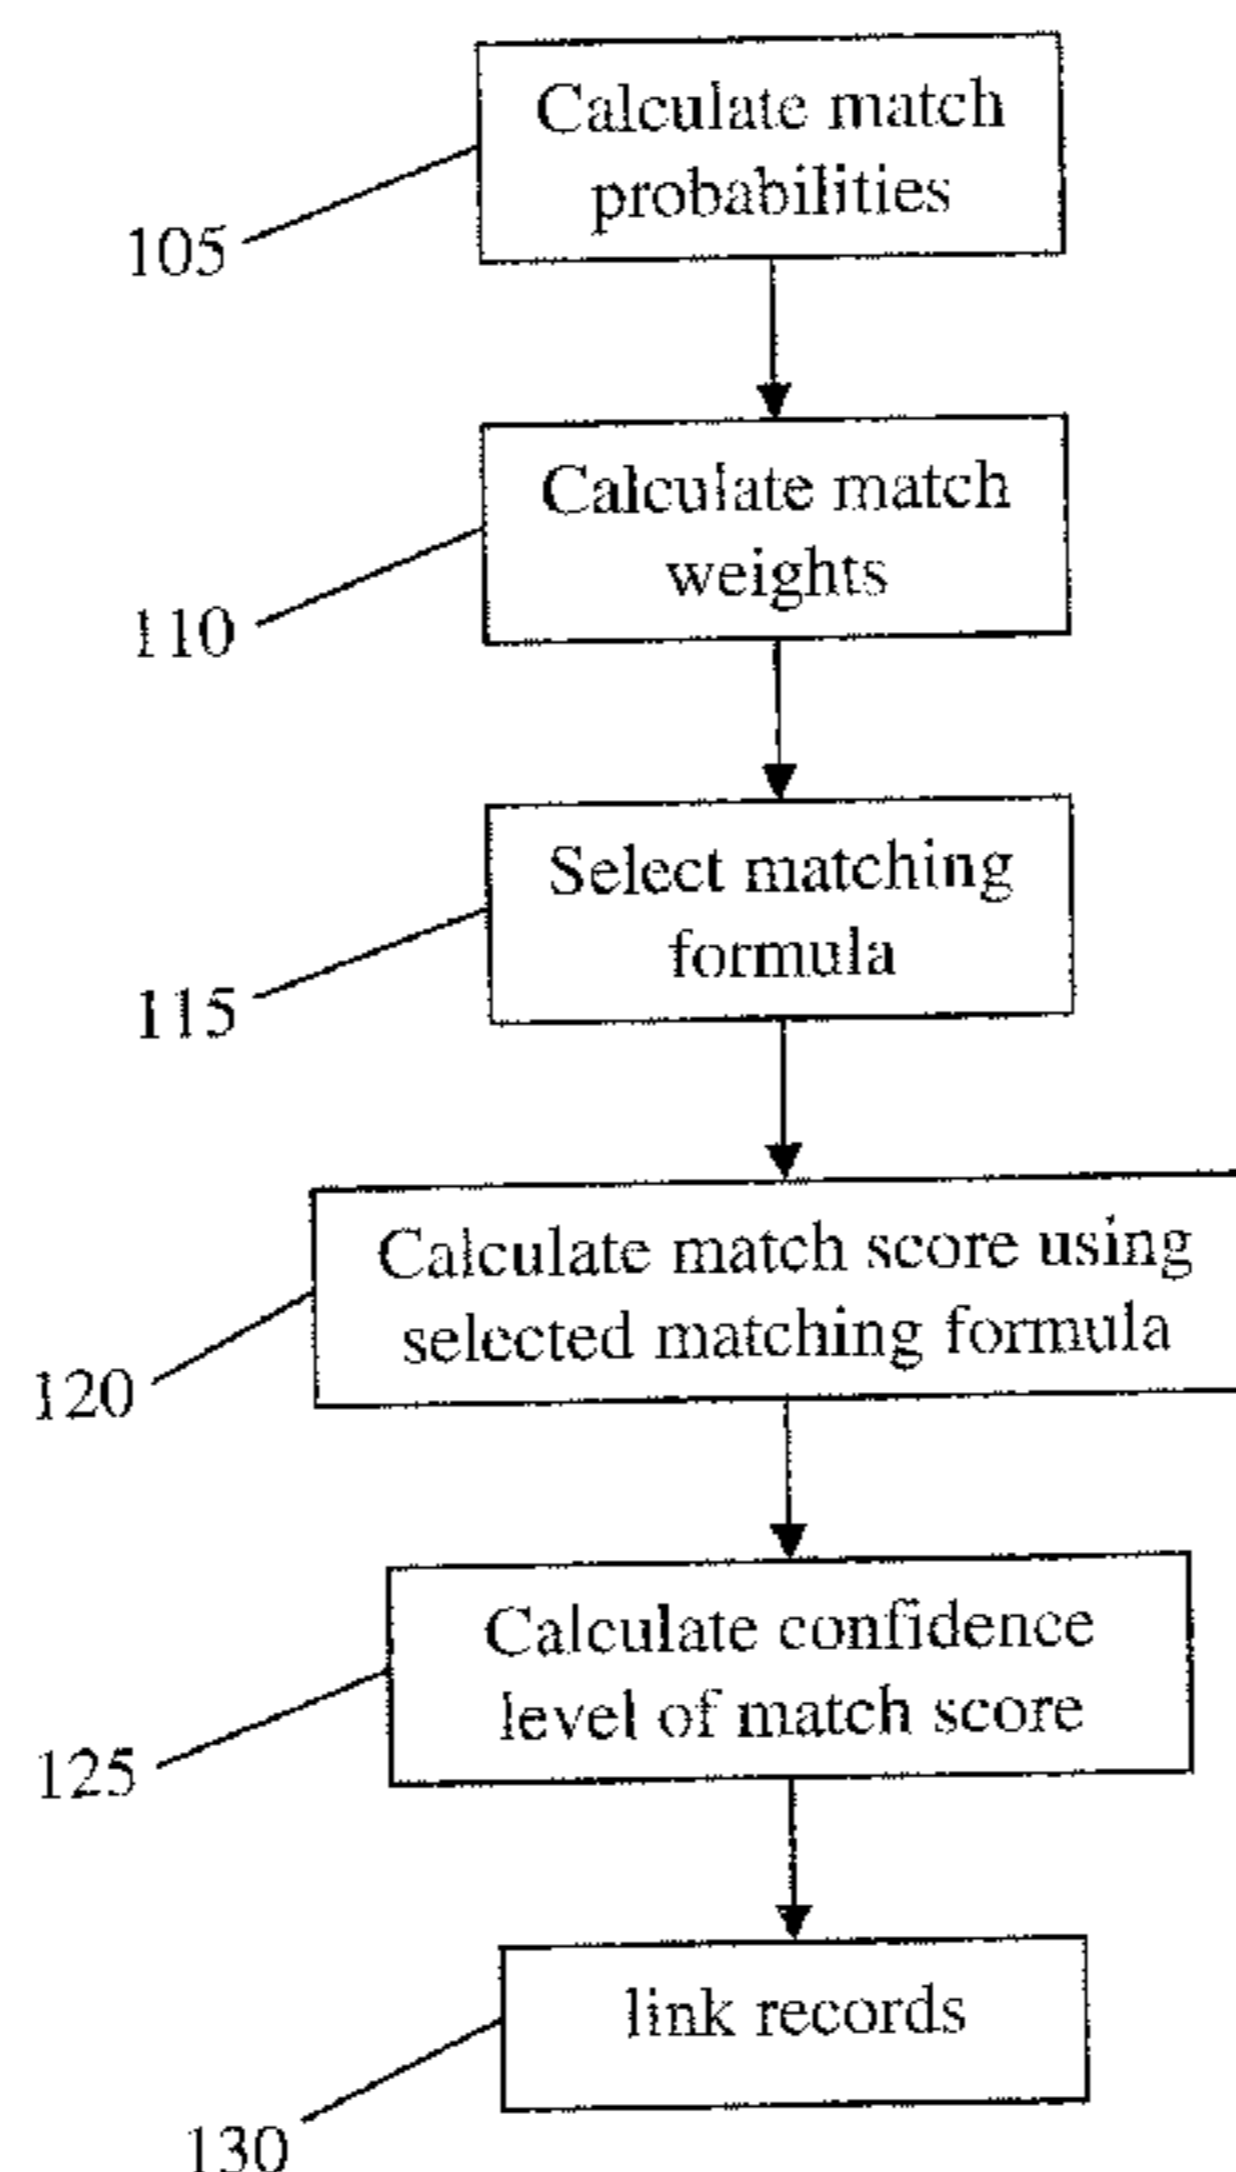 Calculate match
probabilities
105
Calculate match
weights
110
Select matching
formula
115
Calculate match score using
selected matching formula
120
Calculate confidence
level of match score
125
link records
130